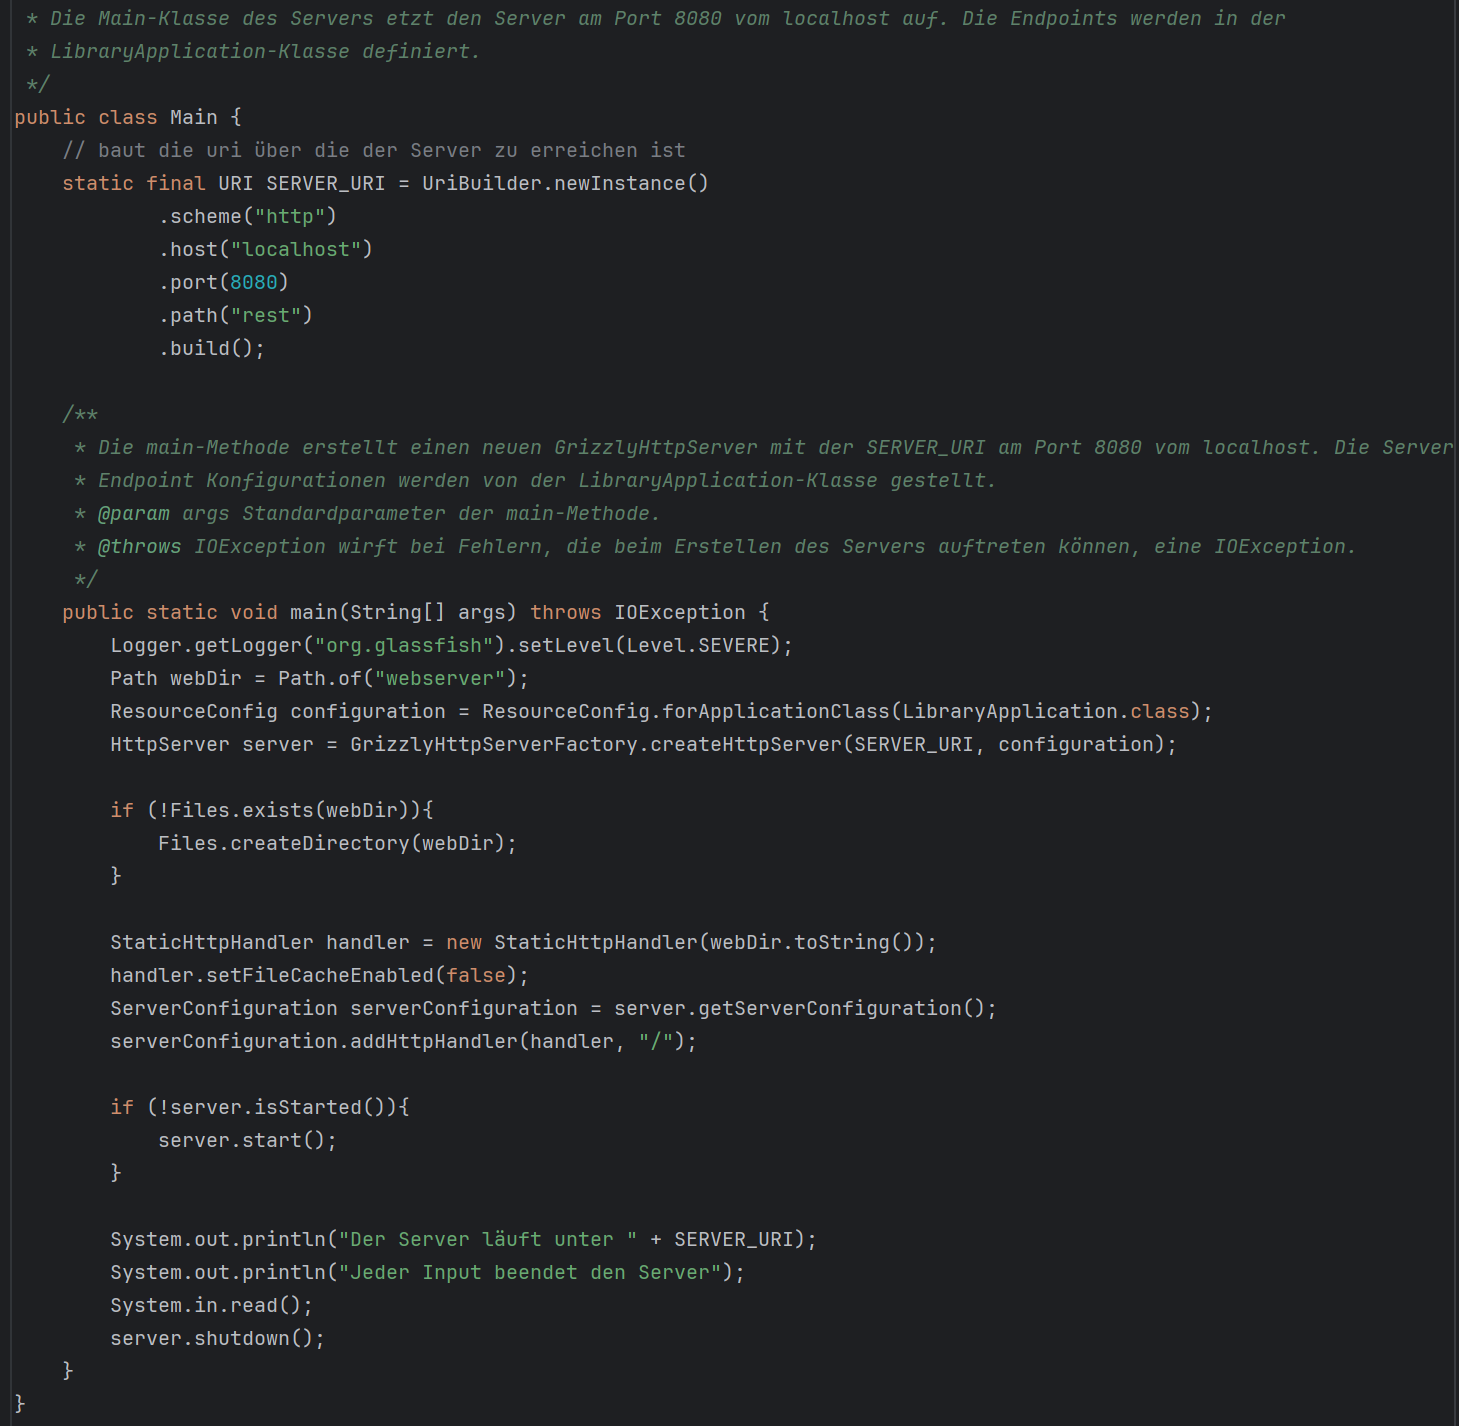 * Die Main-Klasse des Servers etzt den Server am Port 8080 vom localhost auf. Die Endpoints werden in der
* LibraryApplication-Klasse definiert.
*/
public class Main {
// baut die uri über die der Server zu erreichen ist
static final URI SERVER_URI = UriBuilder.newInstance()
.scheme("http")
.host("localhost")
.port(8080)
.path("rest")
.build();
/**
* Die main-Methode erstellt einen neuen GrizzlyHttpServer mit der SERVER_URI am Port 8080 vom localhost. Die Server
* Endpoint Konfigurationen werden von der LibraryApplication-Klasse gestellt.
* @param args Standardparameter der main-Methode.
* @throws IOException wirft bei Fehlern, die beim Erstellen des Servers auftreten können, eine IOException.
*/
public static void main(String[] args) throws IOException {
Logger.getLogger("org.glassfish").setLevel(Level.SEVERE);
Path webDir = Path.of("webserver");
ResourceConfig configuration = ResourceConfig.forApplicationClass(LibraryApplication.class);
HttpServer server = GrizzlyHttpServerFactory.createHttpServer(SERVER_URI, configuration);
if (!Files.exists(webDir)){
Files.createDirectory(webDir);
}
StaticHttpHandler handler = new StaticHttpHandler(webDir.toString());
handler.setFileCacheEnabled(false);
ServerConfiguration serverConfiguration = server.getServerConfiguration();
serverConfiguration.addHttpHandler(handler, "/");
if (!server.isStarted()){
server.start();
}
System.out.println("Der Server läuft unter " + SERVER_URI);
System.out.println("Jeder Input beendet den Server");
System.in.read();
server.shutdown();
}
}